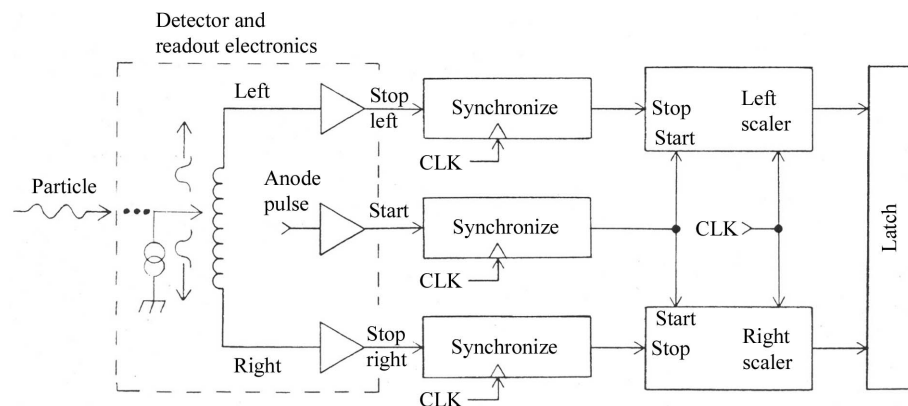 Detector and
readout electronics
Left
Stop
left
Synchronize
CLK
Stop
Start
Left
scaler
Particle
Anode
pulse
Start
Synchronize
CLK
CLK
Latch
Right
Stop
right
Synchronize
CLK
Start
Stop
Right
scaler